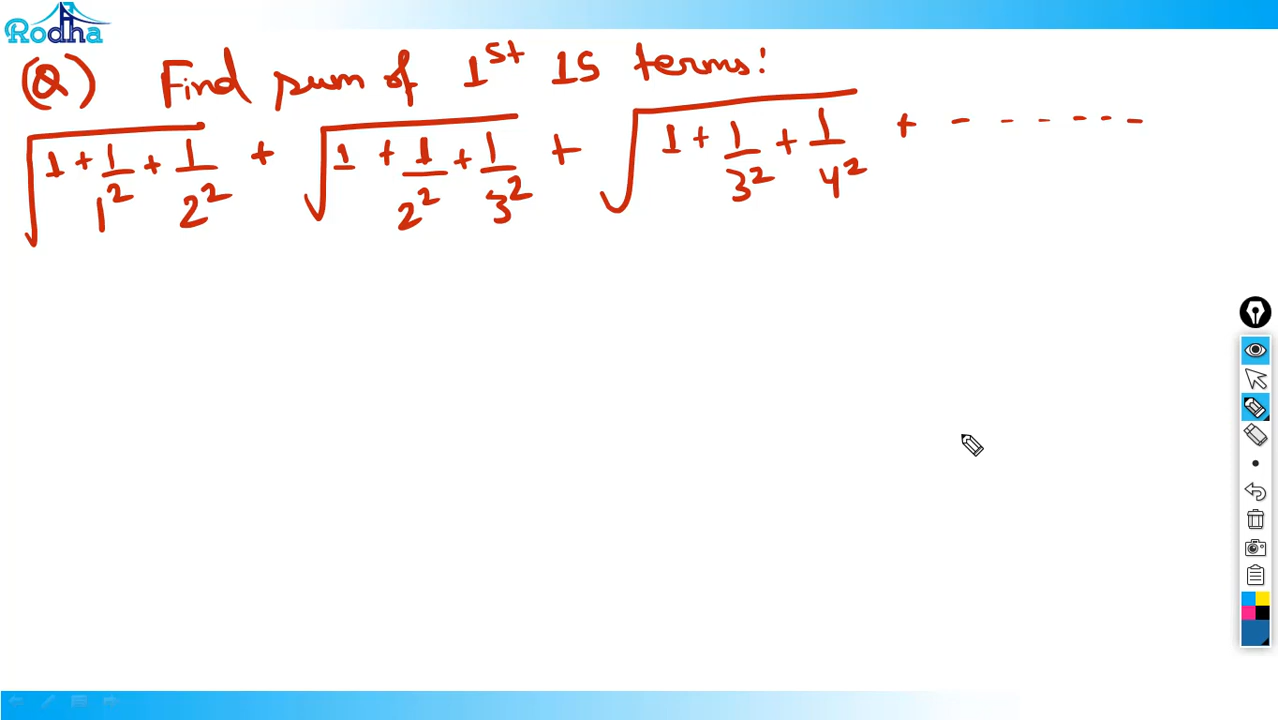 Rodha
(Q) Find sum of 1st 15 terms:
√(1 + 1/1² + 1/2²) + √(1 + 1/2² + 1/3²) + √(1 + 1/3² + 1/4²) + - - - - - - -